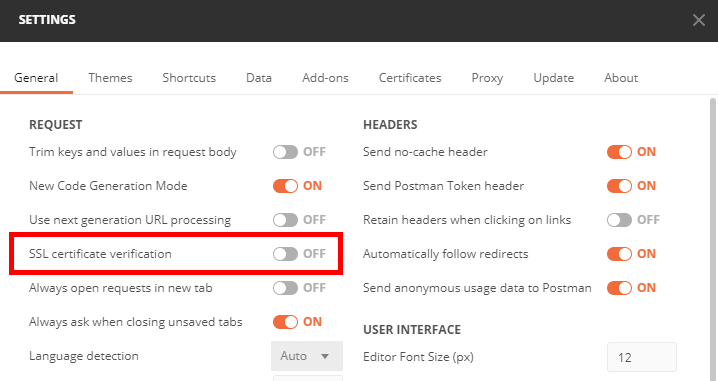 SETTINGS
General Themes Shortcuts Data Add-ons Certificates Proxy Update About
REQUEST
Trim keys and values in request body OFF
New Code Generation Mode ON
Use next generation URL processing OFF
SSL certificate verification OFF
Always open requests in new tab OFF
Always ask when closing unsaved tabs ON
Language detection Auto
HEADERS
Send no-cache header ON
Send Postman Token header ON
Retain headers when clicking on links OFF
Automatically follow redirects ON
Send anonymous usage data to Postman ON
USER INTERFACE
Editor Font Size (px) 12